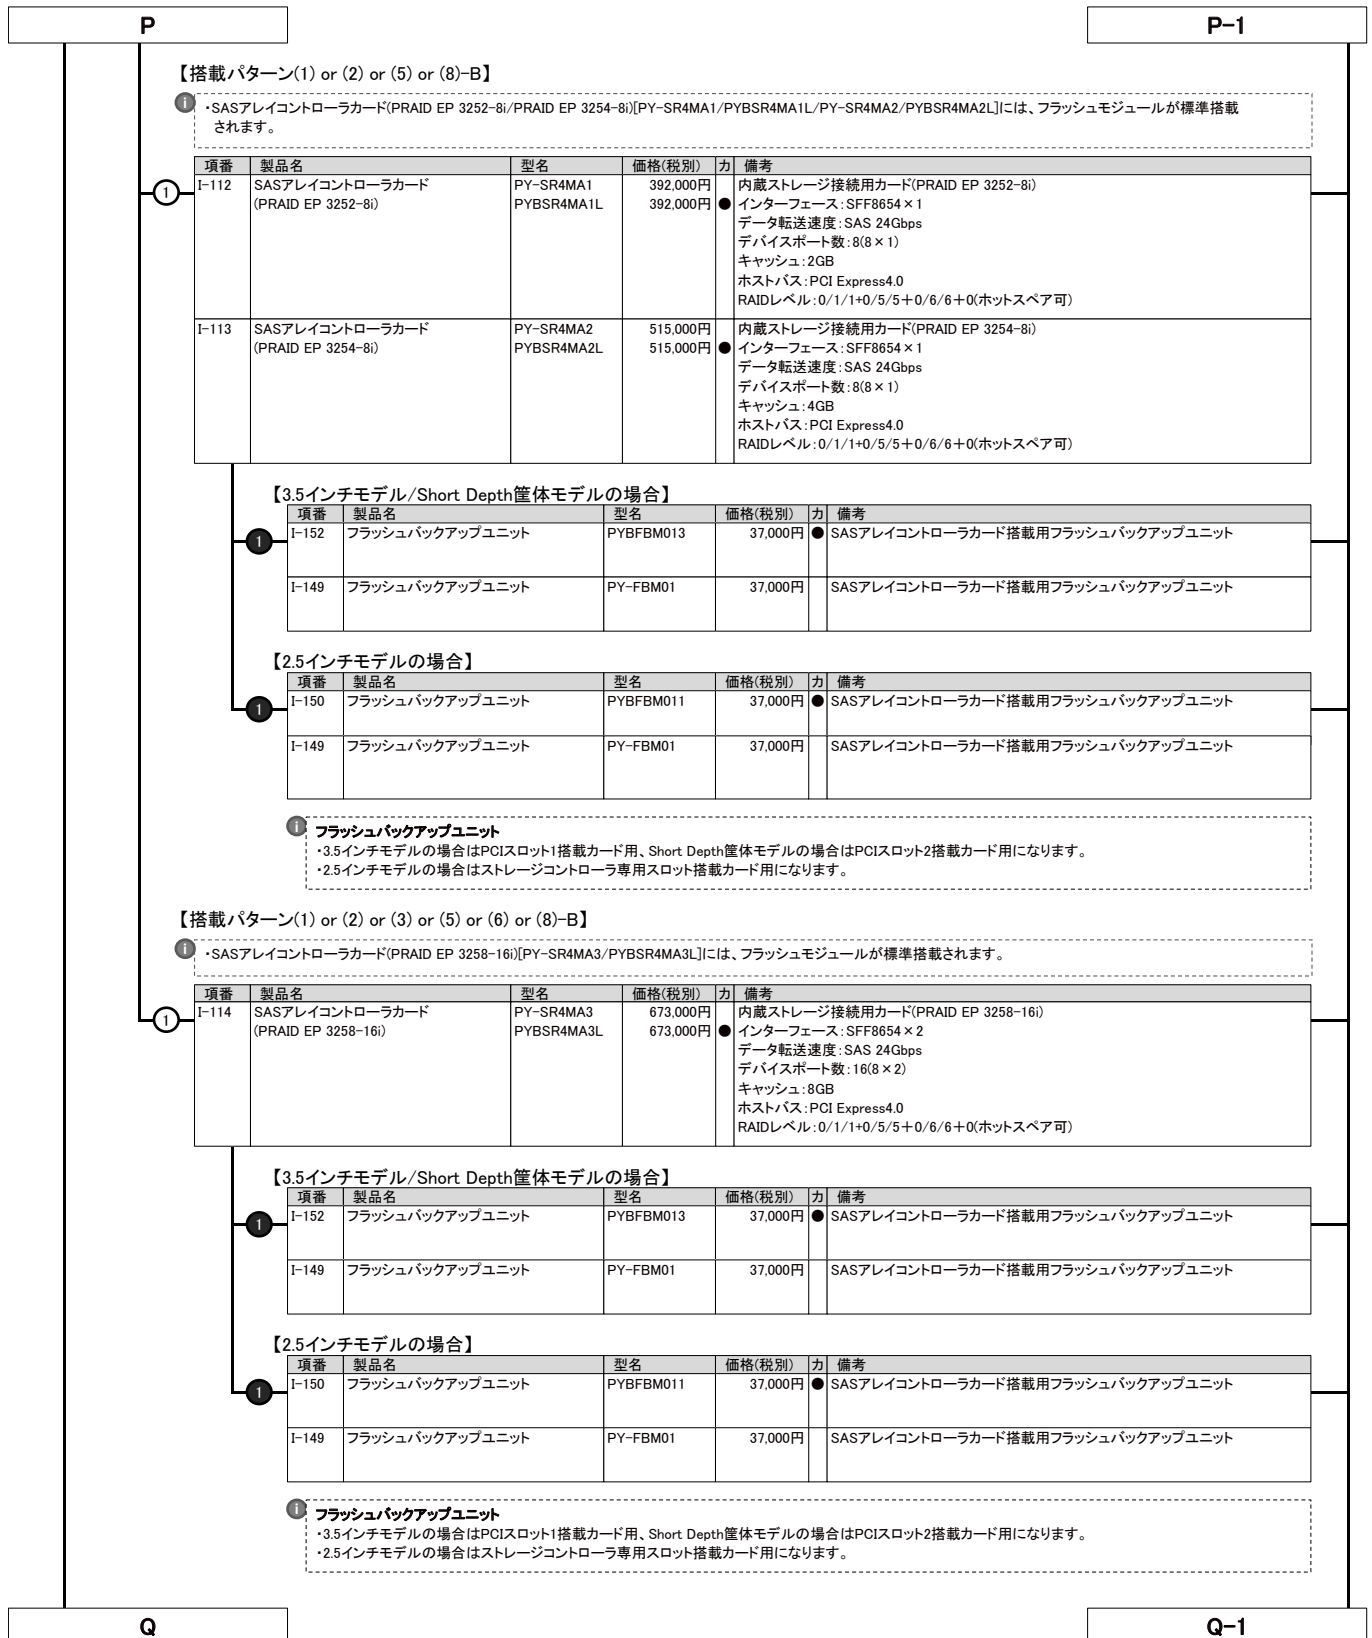 P
P-1
【搭載パターン(1) or (2) or (5) or (8)-B】
i
・SASアレイコントローラカード(PRAID EP 3252-8i/PRAID EP 3254-8i)[PY-SR4MA1/PYBSR4MA1L/PY-SR4MA2/PYBSR4MA2L]には、フラッシュモジュールが標準搭載
されます。
項番 製品名 型名 価格(税別) カ 備考
1
I-112 SASアレイコントローラカード PY-SR4MA1 392,000円 内蔵ストレージ接続用カード(PRAID EP 3252-8i)
(PRAID EP 3252-8i) PYBSR4MA1L 392,000円 ● インターフェース:SFF8654×1
データ転送速度:SAS 24Gbps
デバイスポート数:8(8×1)
キャッシュ:2GB
ホストバス:PCI Express4.0
RAIDレベル:0/1/1+0/5/5+0/6/6+0(ホットスペア可)
I-113 SASアレイコントローラカード PY-SR4MA2 515,000円 内蔵ストレージ接続用カード(PRAID EP 3254-8i)
(PRAID EP 3254-8i) PYBSR4MA2L 515,000円 ● インターフェース:SFF8654×1
データ転送速度:SAS 24Gbps
デバイスポート数:8(8×1)
キャッシュ:4GB
ホストバス:PCI Express4.0
RAIDレベル:0/1/1+0/5/5+0/6/6+0(ホットスペア可)
【3.5インチモデル/Short Depth筐体モデルの場合】
項番 製品名 型名 価格(税別) カ 備考
1
I-152 フラッシュバックアップユニット PYBFBM013 37,000円 ● SASアレイコントローラカード搭載用フラッシュバックアップユニット
I-149 フラッシュバックアップユニット PY-FBM01 37,000円 SASアレイコントローラカード搭載用フラッシュバックアップユニット
【2.5インチモデルの場合】
項番 製品名 型名 価格(税別) カ 備考
1
I-150 フラッシュバックアップユニット PYBFBM011 37,000円 ● SASアレイコントローラカード搭載用フラッシュバックアップユニット
I-149 フラッシュバックアップユニット PY-FBM01 37,000円 SASアレイコントローラカード搭載用フラッシュバックアップユニット
i
フラッシュバックアップユニット
・3.5インチモデルの場合はPCIスロット1搭載カード用、Short Depth筐体モデルの場合はPCIスロット2搭載カード用になります。
・2.5インチモデルの場合はストレージコントローラ専用スロット搭載カード用になります。
【搭載パターン(1) or (2) or (3) or (5) or (6) or (8)-B】
i
・SASアレイコントローラカード(PRAID EP 3258-16i)[PY-SR4MA3/PYBSR4MA3L]には、フラッシュモジュールが標準搭載されます。
項番 製品名 型名 価格(税別) カ 備考
1
I-114 SASアレイコントローラカード PY-SR4MA3 673,000円 内蔵ストレージ接続用カード(PRAID EP 3258-16i)
(PRAID EP 3258-16i) PYBSR4MA3L 673,000円 ● インターフェース:SFF8654×2
データ転送速度:SAS 24Gbps
デバイスポート数:16(8×2)
キャッシュ:8GB
ホストバス:PCI Express4.0
RAIDレベル:0/1/1+0/5/5+0/6/6+0(ホットスペア可)
【3.5インチモデル/Short Depth筐体モデルの場合】
項番 製品名 型名 価格(税別) カ 備考
1
I-152 フラッシュバックアップユニット PYBFBM013 37,000円 ● SASアレイコントローラカード搭載用フラッシュバックアップユニット
I-149 フラッシュバックアップユニット PY-FBM01 37,000円 SASアレイコントローラカード搭載用フラッシュバックアップユニット
【2.5インチモデルの場合】
項番 製品名 型名 価格(税別) カ 備考
1
I-150 フラッシュバックアップユニット PYBFBM011 37,000円 ● SASアレイコントローラカード搭載用フラッシュバックアップユニット
I-149 フラッシュバックアップユニット PY-FBM01 37,000円 SASアレイコントローラカード搭載用フラッシュバックアップユニット
i
フラッシュバックアップユニット
・3.5インチモデルの場合はPCIスロット1搭載カード用、Short Depth筐体モデルの場合はPCIスロット2搭載カード用になります。
・2.5インチモデルの場合はストレージコントローラ専用スロット搭載カード用になります。
Q
Q-1